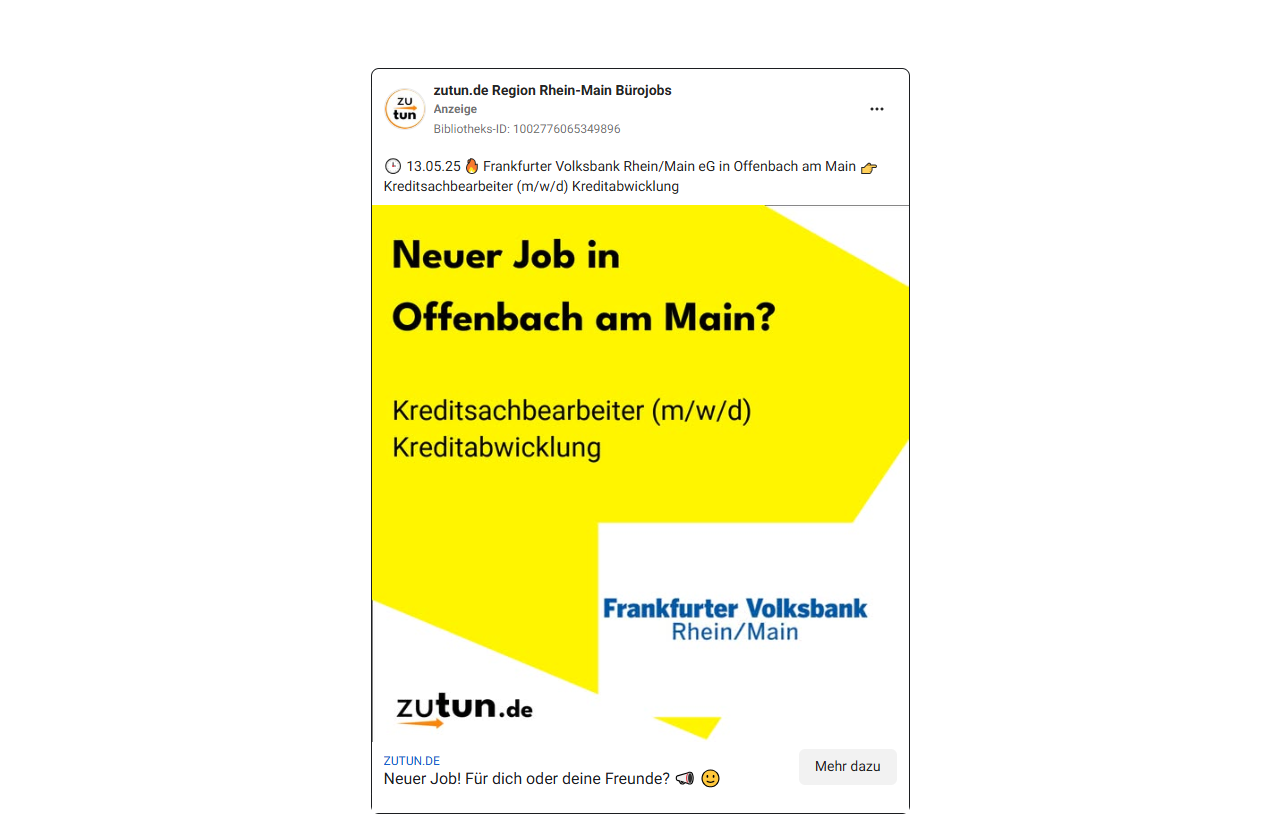 zu
tun
zutun.de Region Rhein-Main Bürojobs
Anzeige
Bibliotheks-ID: 1002776065349896
🕒 13.05.25 🔥 Frankfurter Volksbank Rhein/Main eG in Offenbach am Main 👉
Kreditsachbearbeiter (m/w/d) Kreditabwicklung
Neuer Job in
Offenbach am Main?
Kreditsachbearbeiter (m/w/d)
Kreditabwicklung
Frankfurter Volksbank
Rhein/Main
zutun.de
ZUTUN.DE
Neuer Job! Für dich oder deine Freunde? 📢 🙂
Mehr dazu